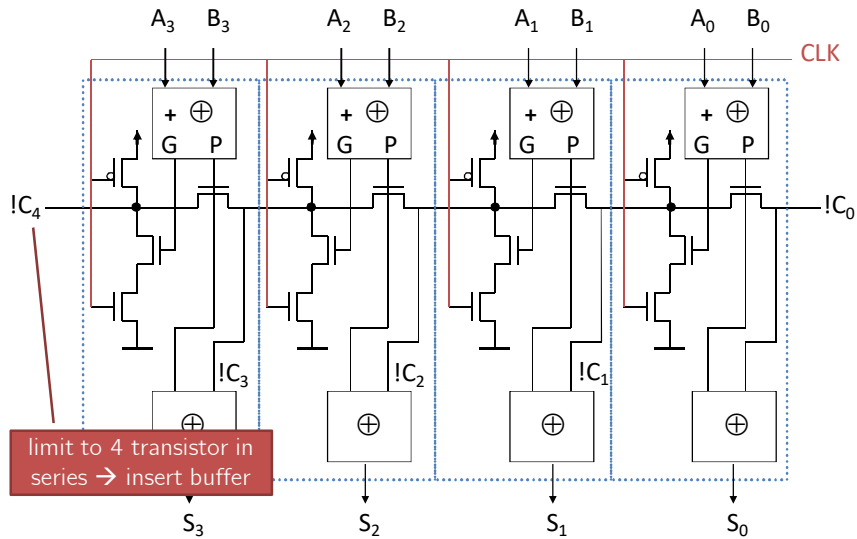 A3 B3 A2 B2 A1 B1 A0 B0
CLK
+ ⊕ + ⊕ + ⊕ + ⊕
G P G P G P G P
!C4 !C0
!C3 !C2 !C1
⊕ ⊕ ⊕ ⊕
limit to 4 transistor in
series → insert buffer
S3 S2 S1 S0